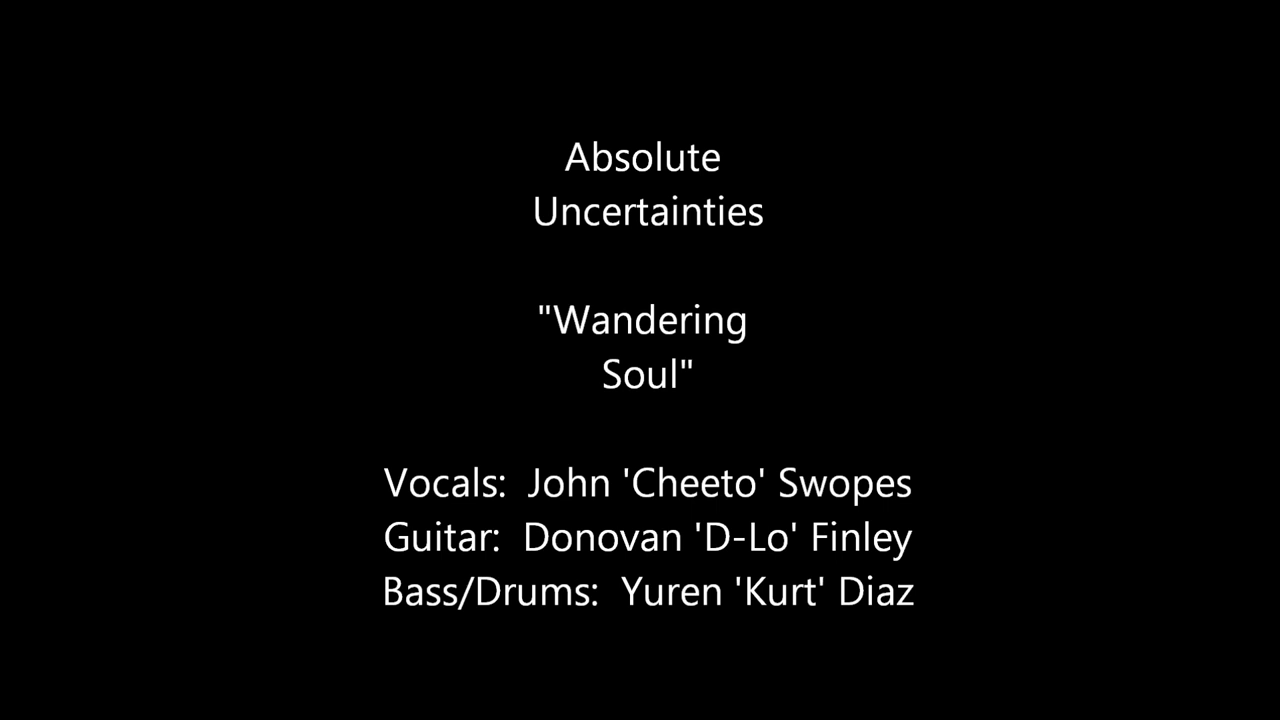 Absolute
Uncertainties
"Wandering
Soul"
Vocals:  John 'Cheeto' Swopes
Guitar:  Donovan 'D-Lo' Finley
Bass/Drums:  Yuren 'Kurt' Diaz